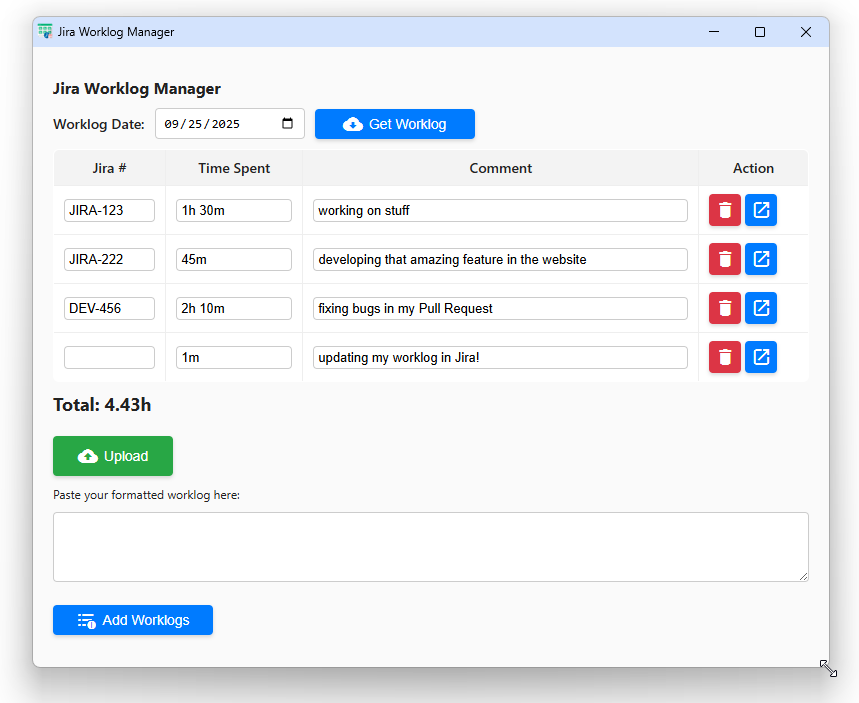 Jira Worklog Manager
Jira Worklog Manager
Worklog Date: 09/25/2025 Get Worklog
Jira # Time Spent Comment Action
JIRA-123 1h 30m working on stuff
JIRA-222 45m developing that amazing feature in the website
DEV-456 2h 10m fixing bugs in my Pull Request
1m updating my worklog in Jira!
Total: 4.43h
Upload
Paste your formatted worklog here:
Add Worklogs